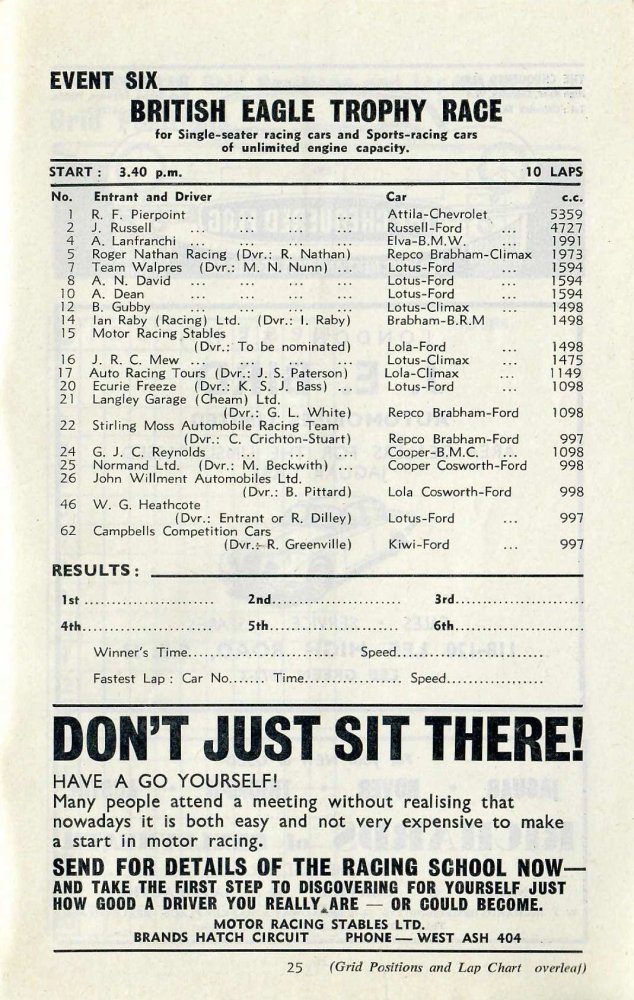 EVENT SIX
BRITISH EAGLE TROPHY RACE
for Single-seater racing cars and Sports-racing cars
of unlimited engine capacity.
START : 3.40 p.m. 10 LAPS
No. Entrant and Driver Car c.c.
1 R. F. Pierpoint ... ... ... Attila-Chevrolet 5359
2 J. Russell ... ... ... Russell-Ford ... 4727
4 A. Lanfranchi ... ... ... Elva-B.M.W. ... 1991
5 Roger Nathan Racing (Dvr.: R. Nathan) Repco Brabham-Climax 1973
7 Team Walpres (Dvr.: M. N. Nunn) ... Lotus-Ford ... 1594
8 A. N. David ... ... ... Lotus-Ford ... 1594
10 A. Dean ... ... ... Lotus-Ford ... 1594
12 B. Gubby ... ... ... Lotus-Climax ... 1498
14 Ian Raby (Racing) Ltd. (Dvr.: I. Raby) Brabham-B.R.M 1498
15 Motor Racing Stables
(Dvr.: To be nominated) Lola-Ford ... 1498
16 J. R. C. Mew ... ... ... Lotus-Climax ... 1475
17 Auto Racing Tours (Dvr.: J. S. Paterson) Lola-Climax ... 1149
20 Ecurie Freeze (Dvr.: K. S. J. Bass) ... Lotus-Ford ... 1098
21 Langley Garage (Cheam) Ltd.
(Dvr.: G. L. White) Repco Brabham-Ford 1098
22 Stirling Moss Automobile Racing Team
(Dvr.: C. Crichton-Stuart) Repco Brabham-Ford 997
24 G. J. C. Reynolds ... ... Cooper-B.M.C. ... 1098
25 Normand Ltd. (Dvr.: M. Beckwith) ... Cooper Cosworth-Ford 998
26 John Willment Automobiles Ltd.
(Dvr.: B. Pittard) Lola Cosworth-Ford 998
46 W. G. Heathcote
(Dvr.: Entrant or R. Dilley) Lotus-Ford ... 997
62 Campbells Competition Cars
(Dvr.: R. Greenville) Kiwi-Ford ... 997
RESULTS :
1st ........................ 2nd........................ 3rd........................
4th........................ 5th........................ 6th........................
Winner's Time........................... Speed...........................
Fastest Lap : Car No....... Time.................. Speed..................
DON'T JUST SIT THERE!
HAVE A GO YOURSELF!
Many people attend a meeting without realising that
nowadays it is both easy and not very expensive to make
a start in motor racing.
SEND FOR DETAILS OF THE RACING SCHOOL NOW—
AND TAKE THE FIRST STEP TO DISCOVERING FOR YOURSELF JUST
HOW GOOD A DRIVER YOU REALLY ARE — OR COULD BECOME.
MOTOR RACING STABLES LTD.
BRANDS HATCH CIRCUIT PHONE — WEST ASH 404
25 (Grid Positions and Lap Chart overleaf)